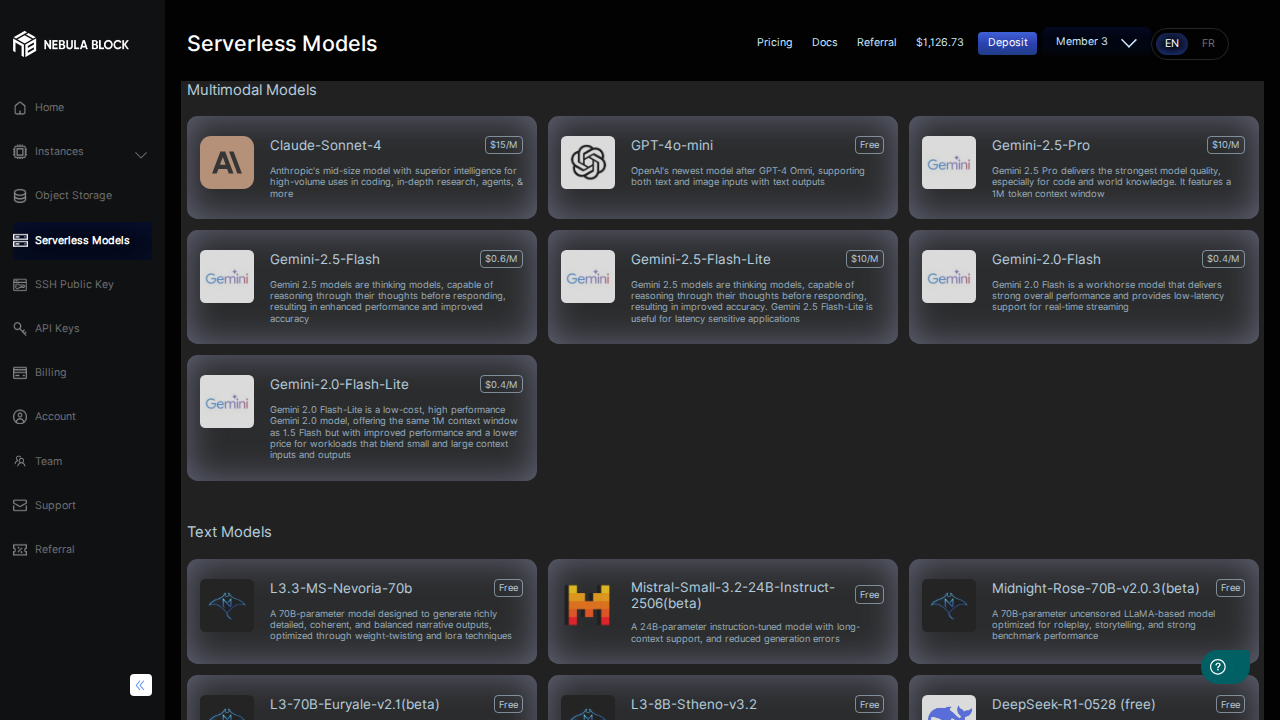 NEBULA BLOCK
Serverless Models
Pricing
Docs
Referral
$1,126.73
Deposit
Member 3
EN
FR
Home
Instances
Object Storage
Serverless Models
SSH Public Key
API Keys
Billing
Account
Team
Support
Referral
Multimodal Models
Claude-Sonnet-4
$15/M
Anthropic's mid-size model with superior intelligence for
high-volume uses in coding, in-depth research, agents, &
more
GPT-4o-mini
Free
OpenAI's newest model after GPT-4 Omni, supporting
both text and image inputs with text outputs
Gemini
Gemini-2.5-Pro
$10/M
Gemini 2.5 Pro delivers the strongest model quality,
especially for code and world knowledge. It features a
1M token context window
Gemini
Gemini-2.5-Flash
$0.6/M
Gemini 2.5 models are thinking models, capable of
reasoning through their thoughts before responding,
resulting in enhanced performance and improved
accuracy
Gemini
Gemini-2.5-Flash-Lite
$10/M
Gemini 2.5 models are thinking models, capable of
reasoning through their thoughts before responding,
resulting in improved accuracy. Gemini 2.5 Flash-Lite is
useful for latency sensitive applications
Gemini
Gemini-2.0-Flash
$0.4/M
Gemini 2.0 Flash is a workhorse model that delivers
strong overall performance and provides low-latency
support for real-time streaming
Gemini
Gemini-2.0-Flash-Lite
$0.4/M
Gemini 2.0 Flash-Lite is a low-cost, high performance
Gemini 2.0 model, offering the same 1M context window
as 1.5 Flash but with improved performance and a lower
price for workloads that blend small and large context
inputs and outputs
Text Models
L3.3-MS-Nevoria-70b
Free
A 70B-parameter model designed to generate richly
detailed, coherent, and balanced narrative outputs,
optimized through weight-twisting and lora techniques
Mistral-Small-3.2-24B-Instruct-
2506(beta)
Free
A 24B-parameter instruction-tuned model with long-
context support, and reduced generation errors
Midnight-Rose-70B-v2.0.3(beta)
Free
A 70B-parameter uncensored LLaMA-based model
optimized for roleplay, storytelling, and strong
benchmark performance
L3-70B-Euryale-v2.1(beta)
Free
L3-8B-Stheno-v3.2
Free
DeepSeek-R1-0528 (free)
Free